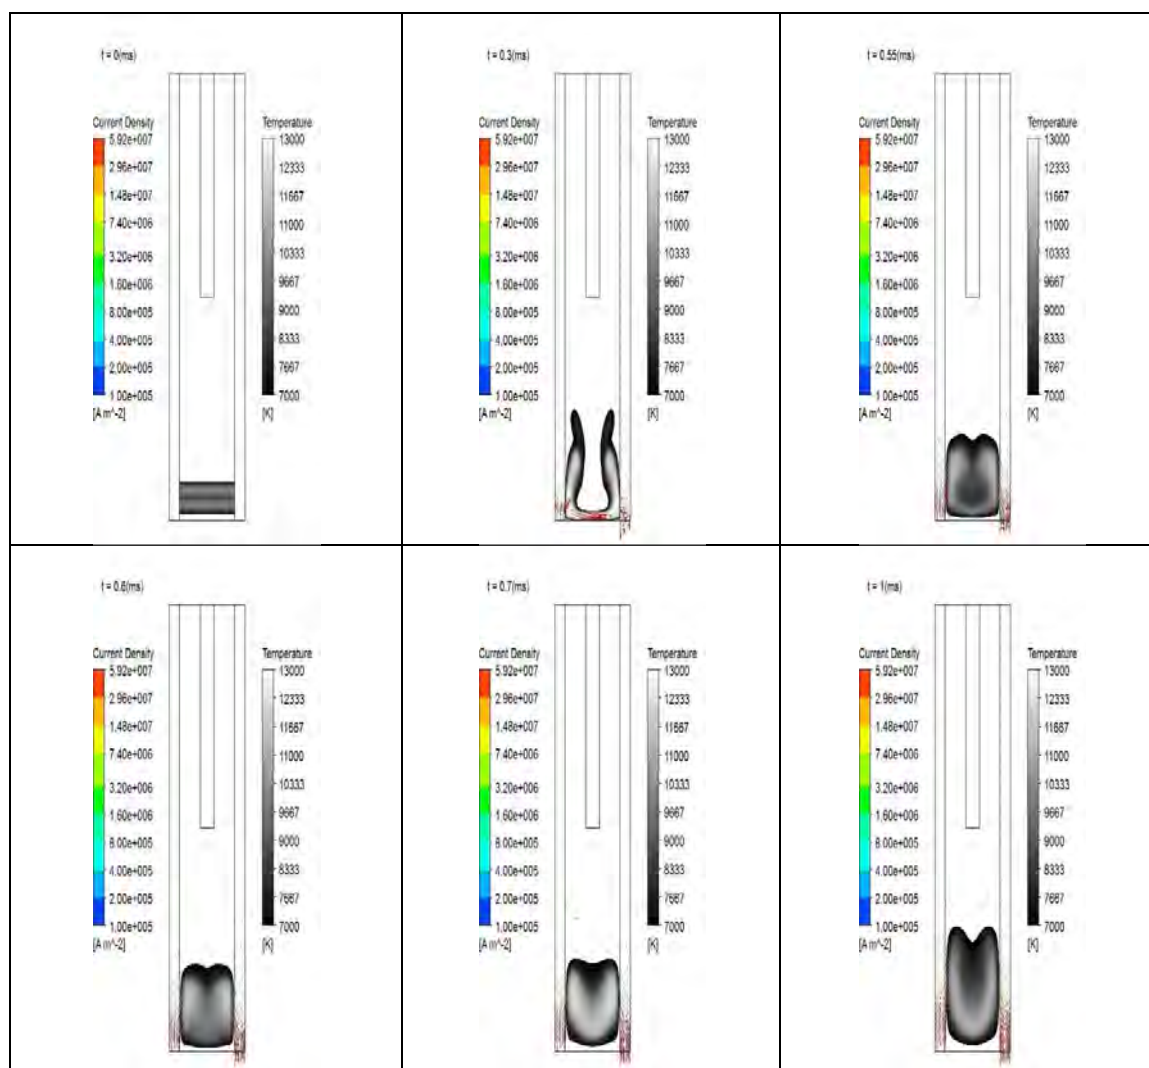 t = 0(ms)
Current Density
5.92e+007
2.96e+007
1.48e+007
7.40e+006
3.20e+006
1.60e+006
8.00e+005
4.00e+005
2.00e+005
1.00e+005
[A m^-2]
Temperature
13000
12333
11667
11000
10333
9667
9000
8333
7667
7000
[K]
t = 0.3(ms)
Current Density
5.92e+007
2.96e+007
1.48e+007
7.40e+006
3.20e+006
1.60e+006
8.00e+005
4.00e+005
2.00e+005
1.00e+005
[A m^-2]
Temperature
13000
12333
11667
11000
10333
9667
9000
8333
7667
7000
[K]
t = 0.55(ms)
Current Density
5.92e+007
2.96e+007
1.48e+007
7.40e+006
3.20e+006
1.60e+006
8.00e+005
4.00e+005
2.00e+005
1.00e+005
[A m^-2]
Temperature
13000
12333
11667
11000
10333
9667
9000
8333
7667
7000
[K]
t = 0.6(ms)
Current Density
5.92e+007
2.96e+007
1.48e+007
7.40e+006
3.20e+006
1.60e+006
8.00e+005
4.00e+005
2.00e+005
1.00e+005
[A m^-2]
Temperature
13000
12333
11667
11000
10333
9667
9000
8333
7667
7000
[K]
t = 0.7(ms)
Current Density
5.92e+007
2.96e+007
1.48e+007
7.40e+006
3.20e+006
1.60e+006
8.00e+005
4.00e+005
2.00e+005
1.00e+005
[A m^-2]
Temperature
13000
12333
11667
11000
10333
9667
9000
8333
7667
7000
[K]
t = 1(ms)
Current Density
5.92e+007
2.96e+007
1.48e+007
7.40e+006
3.20e+006
1.60e+006
8.00e+005
4.00e+005
2.00e+005
1.00e+005
[A m^-2]
Temperature
13000
12333
11667
11000
10333
9667
9000
8333
7667
7000
[K]